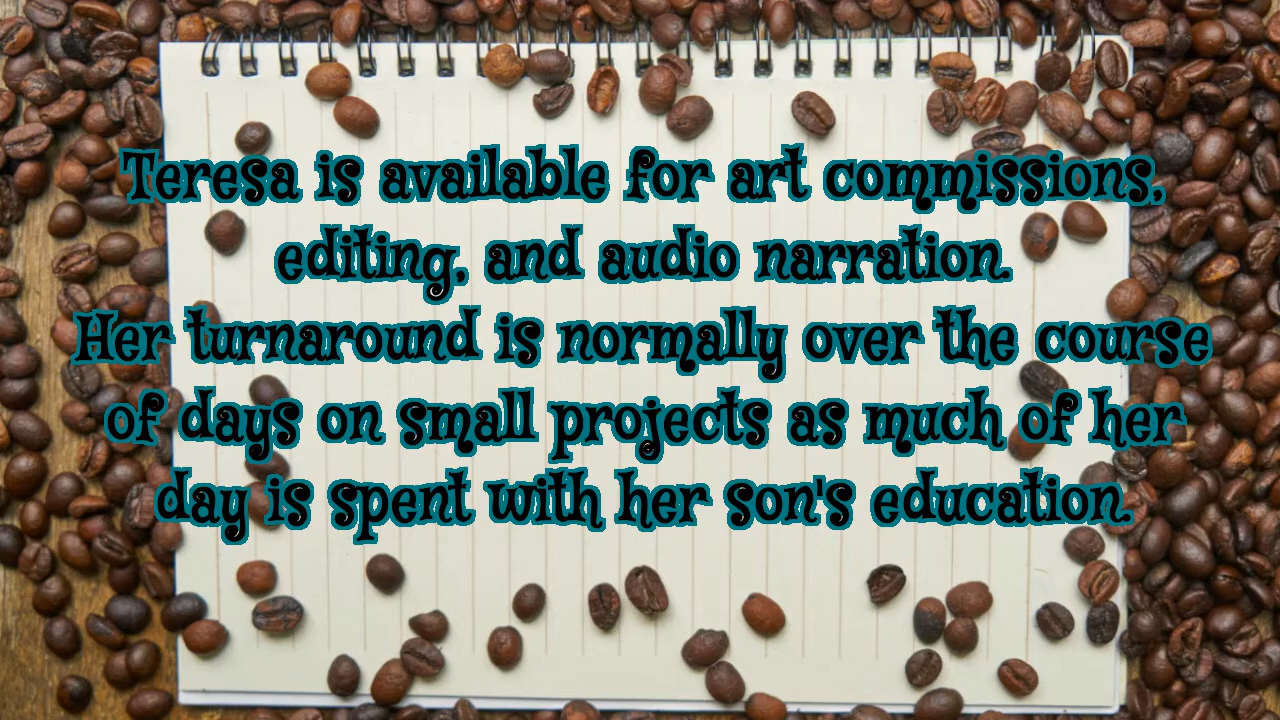 Teresa is available for art commissions,
editing, and audio narration.
Her turnaround is normally over the course
of days on small projects as much of her
day is spent with her son's education.